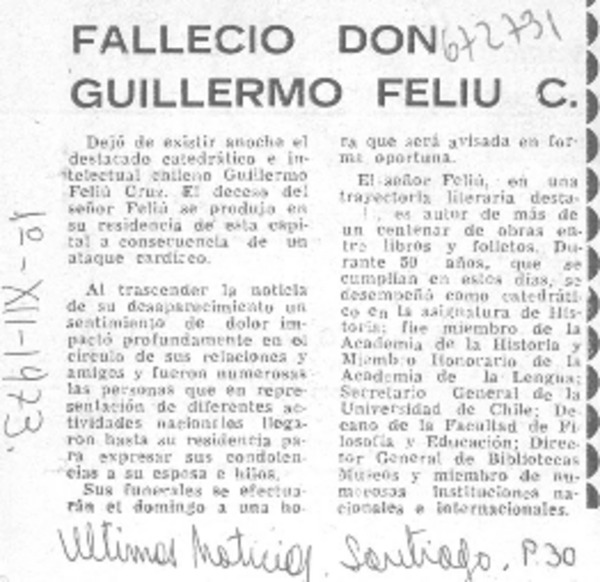 FALLECIO DON
672731
GUILLERMO FELIU C.
Dejó de existir anoche el
destacado catedrático e in-
telectual chileno Guillermo
Feliú Cruz. El deceso del
señor Feliú se produjo en
su residencia de esta capi-
tal a consecuencia de un
ataque cardíaco.
Al trascender la noticia
de su desaparecimiento un
sentimiento de dolor im-
pactó profundamente en el
círculo de sus relaciones y
amigos y fueron numerosas
las personas que en repre-
sentación de diferentes ac-
tividades nacionales llega-
ron hasta su residencia pa-
ra expresar sus condolen-
cias a su esposa e hijos.
Sus funerales se efectua-
rán el domingo a una ho-
ra que será avisada en for-
ma oportuna.
El señor Feliú, en una
trayectoria literaria desta-
es autor de más de
un centenar de obras en-
tre libros y folletos. Du-
rante 50 años, que se
cumplían en estos días, se
desempeñó como catedráti-
co en la asignatura de His-
toria; fue miembro de la
Academia de la Historia y
Miembro Honorario de la
Academia de la Lengua;
Secretario General de la
Universidad de Chile; De-
cano de la Facultad de Fi-
losofía y Educación; Direc-
tor General de Bibliotecas
Museos y miembro de nu-
merosas instituciones na-
cionales e internacionales.
Ultimas Noticias, Santiago, P.30
1º-XII-1973.